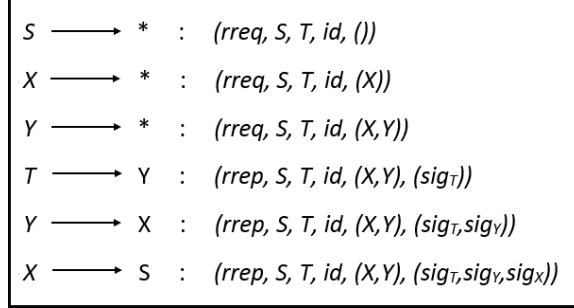 S ⟶ * : (rreq, S, T, id, ())
X ⟶ * : (rreq, S, T, id, (X))
Y ⟶ * : (rreq, S, T, id, (X,Y))
T ⟶ Y : (rrep, S, T, id, (X,Y), (sigT))
Y ⟶ X : (rrep, S, T, id, (X,Y), (sigT,sigY))
X ⟶ S : (rrep, S, T, id, (X,Y), (sigT,sigY,sigX))